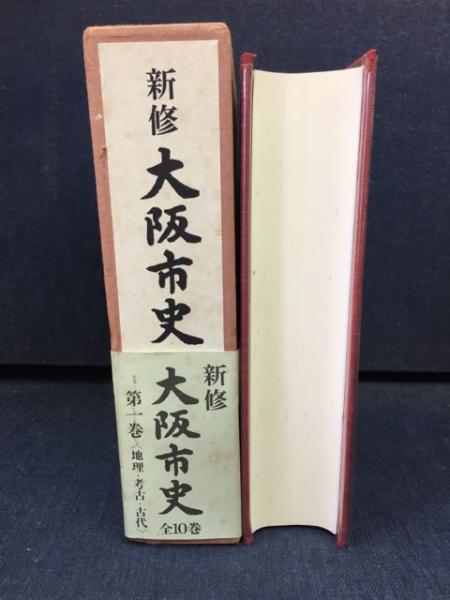 新修
大阪市史
新修
大阪市史
全10巻
第一巻〈地理・考古・古代〉